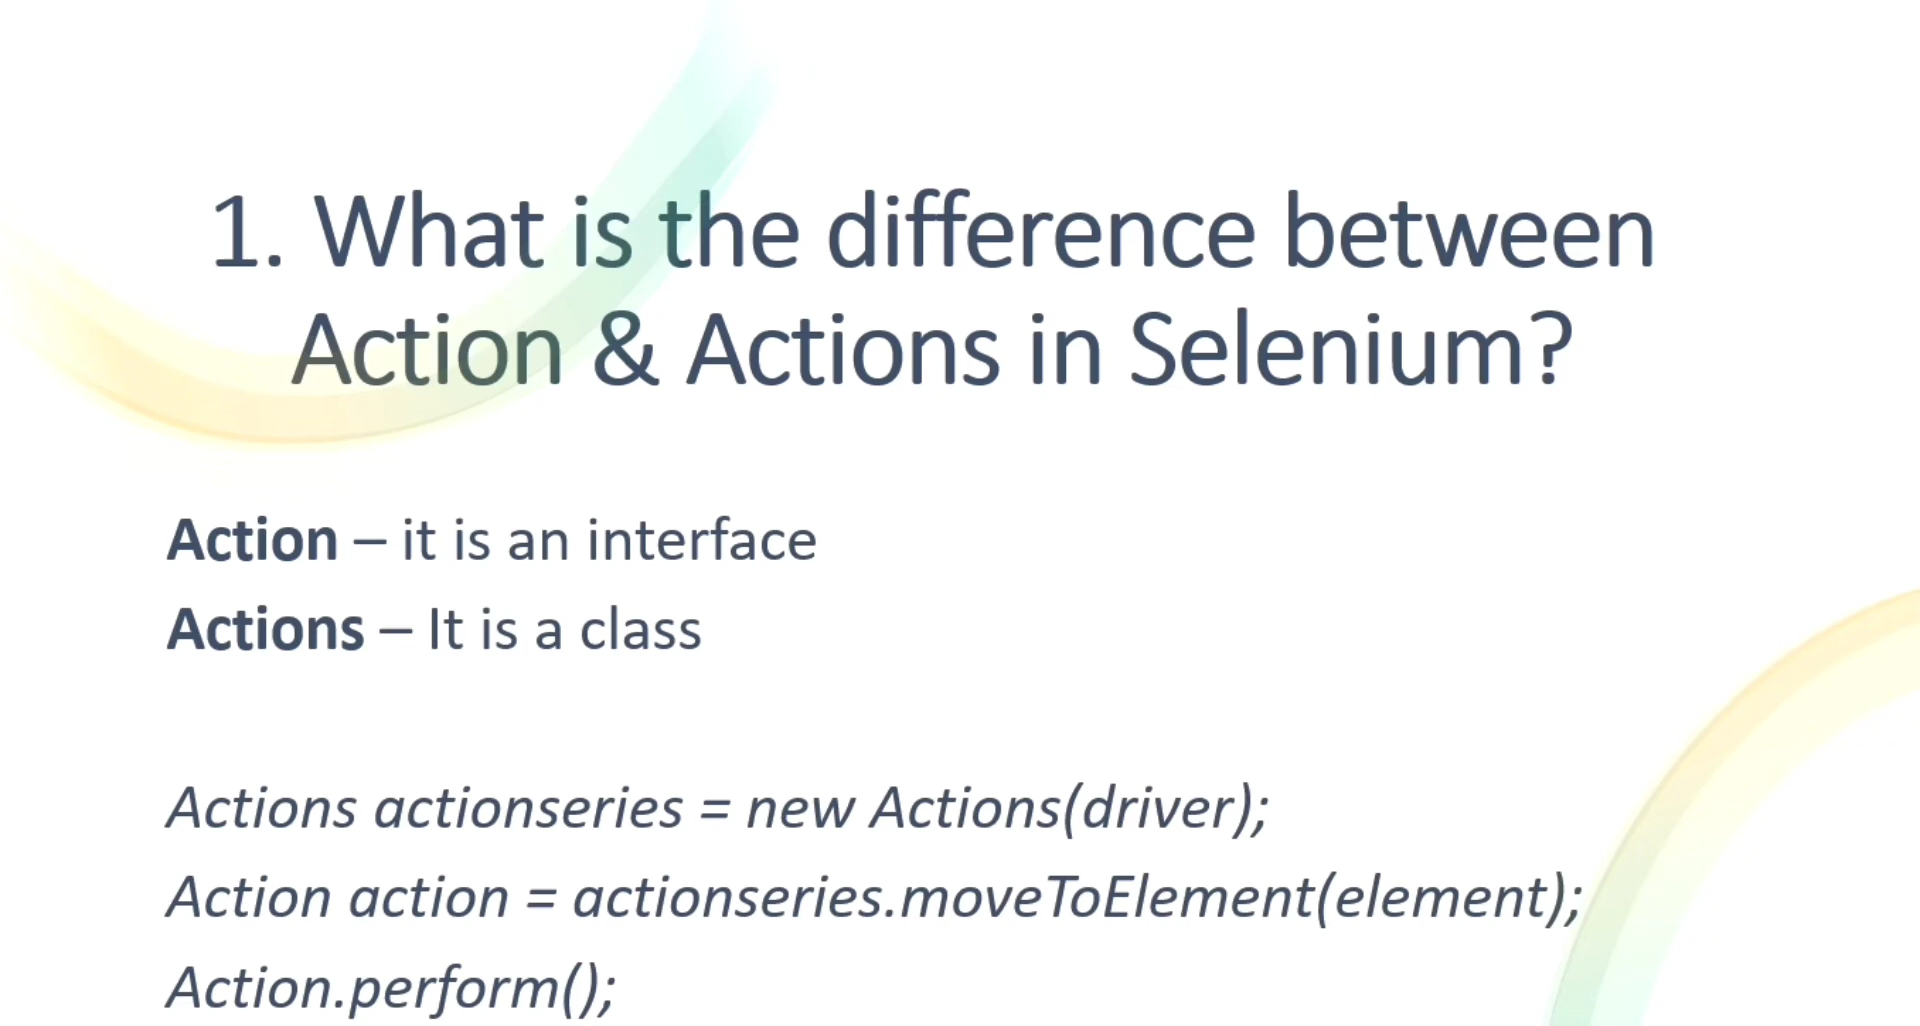 1. What is the difference between
Action & Actions in Selenium?
Action – it is an interface
Actions – It is a class
Actions actionseries = new Actions(driver);
Action action = actionseries.moveToElement(element);
Action.perform();